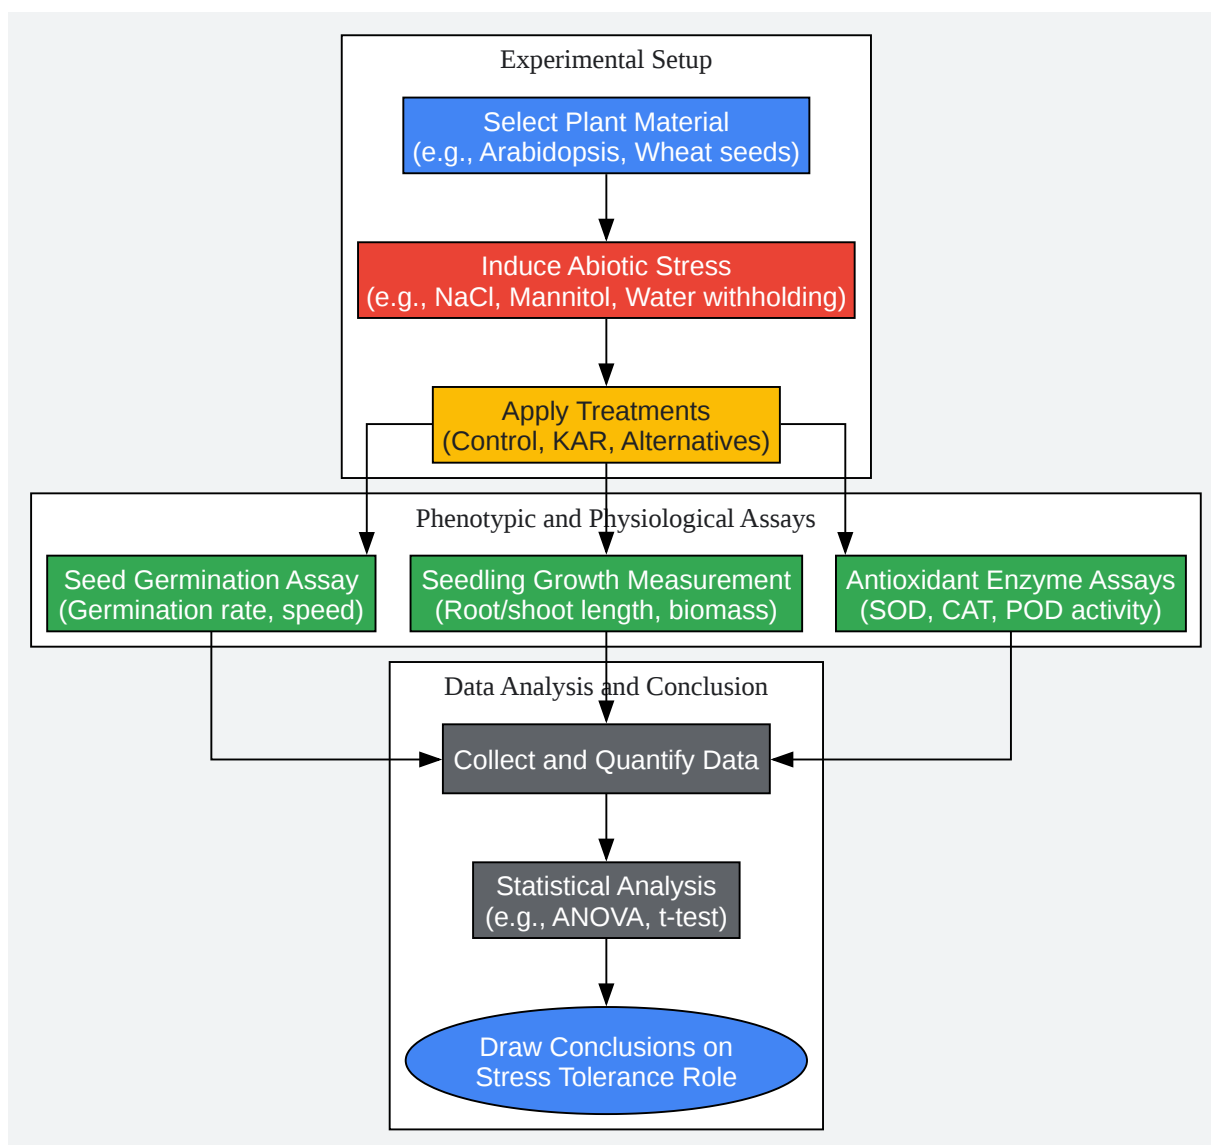 Experimental Setup
Select Plant Material
(e.g., Arabidopsis, Wheat seeds)
Induce Abiotic Stress
(e.g., NaCl, Mannitol, Water withholding)
Apply Treatments
(Control, KAR, Alternatives)
Phenotypic and Physiological Assays
Seed Germination Assay
(Germination rate, speed)
Seedling Growth Measurement
(Root/shoot length, biomass)
Antioxidant Enzyme Assays
(SOD, CAT, POD activity)
Data Analysis and Conclusion
Collect and Quantify Data
Statistical Analysis
(e.g., ANOVA, t-test)
Draw Conclusions on
Stress Tolerance Role